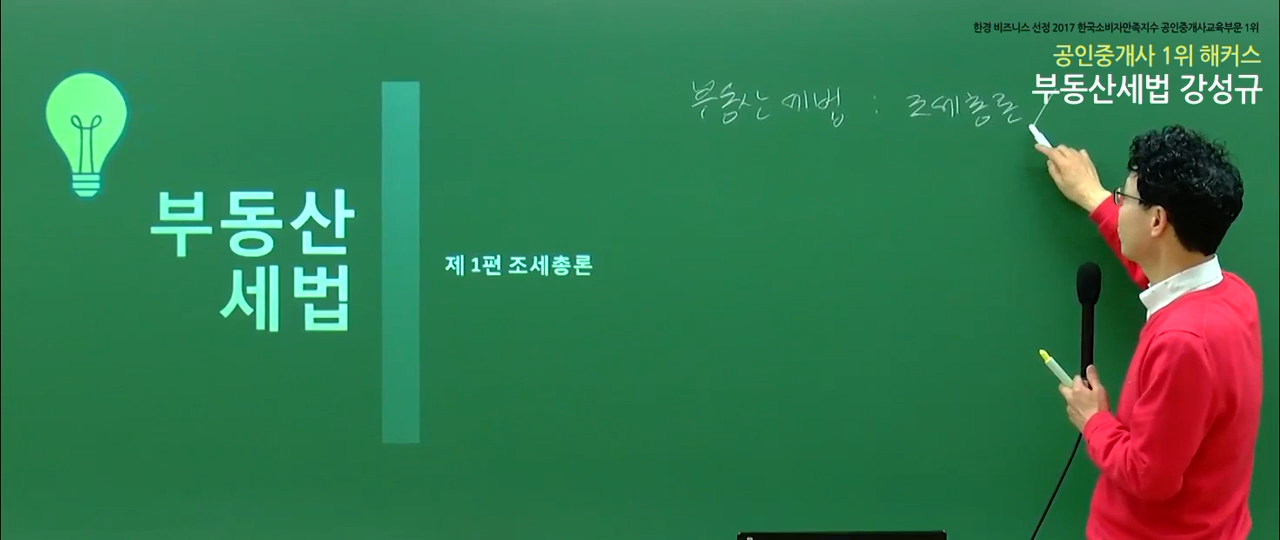 한경 비즈니스 선정 2017 한국소비자만족지수 공인중개사교육부문 1위
공인중개사 1위 해커스
부동산세법 강성규
부동산 세법 : 조세총론
부동산
세법
제 1편 조세총론